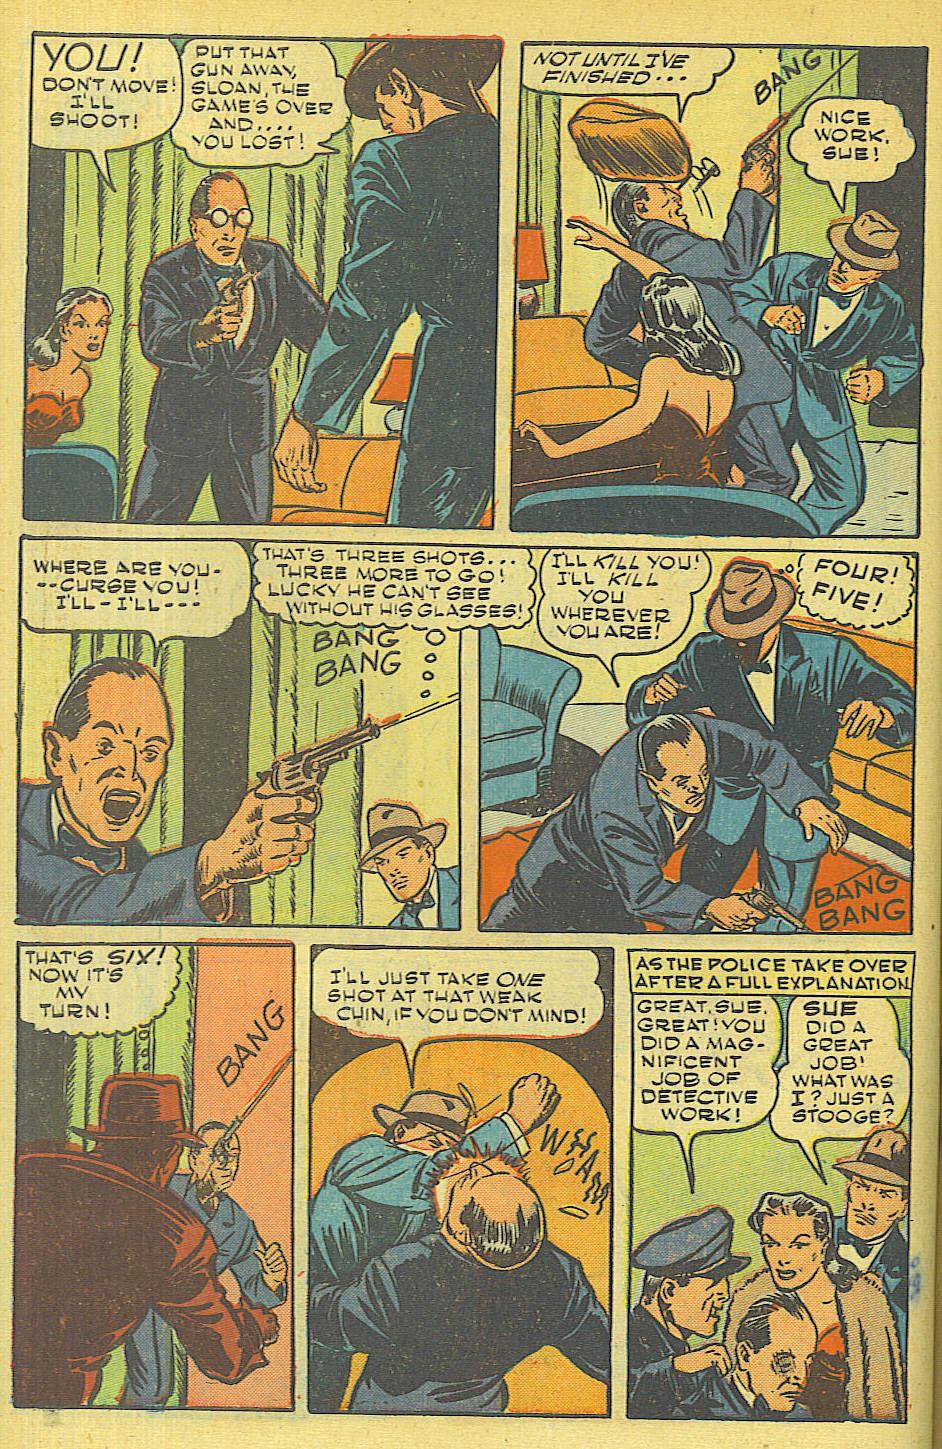 YOU!
DON'T MOVE!
I'LL
SHOOT!
PUT THAT
GUN AWAY,
SLOAN, THE
GAME'S OVER
AND....
YOU LOST!
NOT UNTIL I'VE
FINISHED...
BANG
NICE
WORK,
SUE!
WHERE ARE YOU-
--CURSE YOU!
I'LL-I'LL----
THAT'S THREE SHOTS...
THREE MORE TO GO!
LUCKY HE CAN'T SEE
WITHOUT HIS GLASSES!
BANG
BANG
I'LL KILL YOU!
I'LL KILL
YOU
WHEREVER
YOU ARE!
FOUR!
FIVE!
BANG
BANG
THAT'S SIX!
NOW IT'S
MY
TURN!
BANG
I'LL JUST TAKE ONE
SHOT AT THAT WEAK
CHIN, IF YOU DON'T MIND!
AS THE POLICE TAKE OVER
AFTER A FULL EXPLANATION
GREAT, SUE,
GREAT! YOU
DID A MAG-
NIFICENT
JOB OF
DETECTIVE
WORK!
SUE
DID A
GREAT
JOB!
WHAT WAS
I? JUST A
STOOGE?